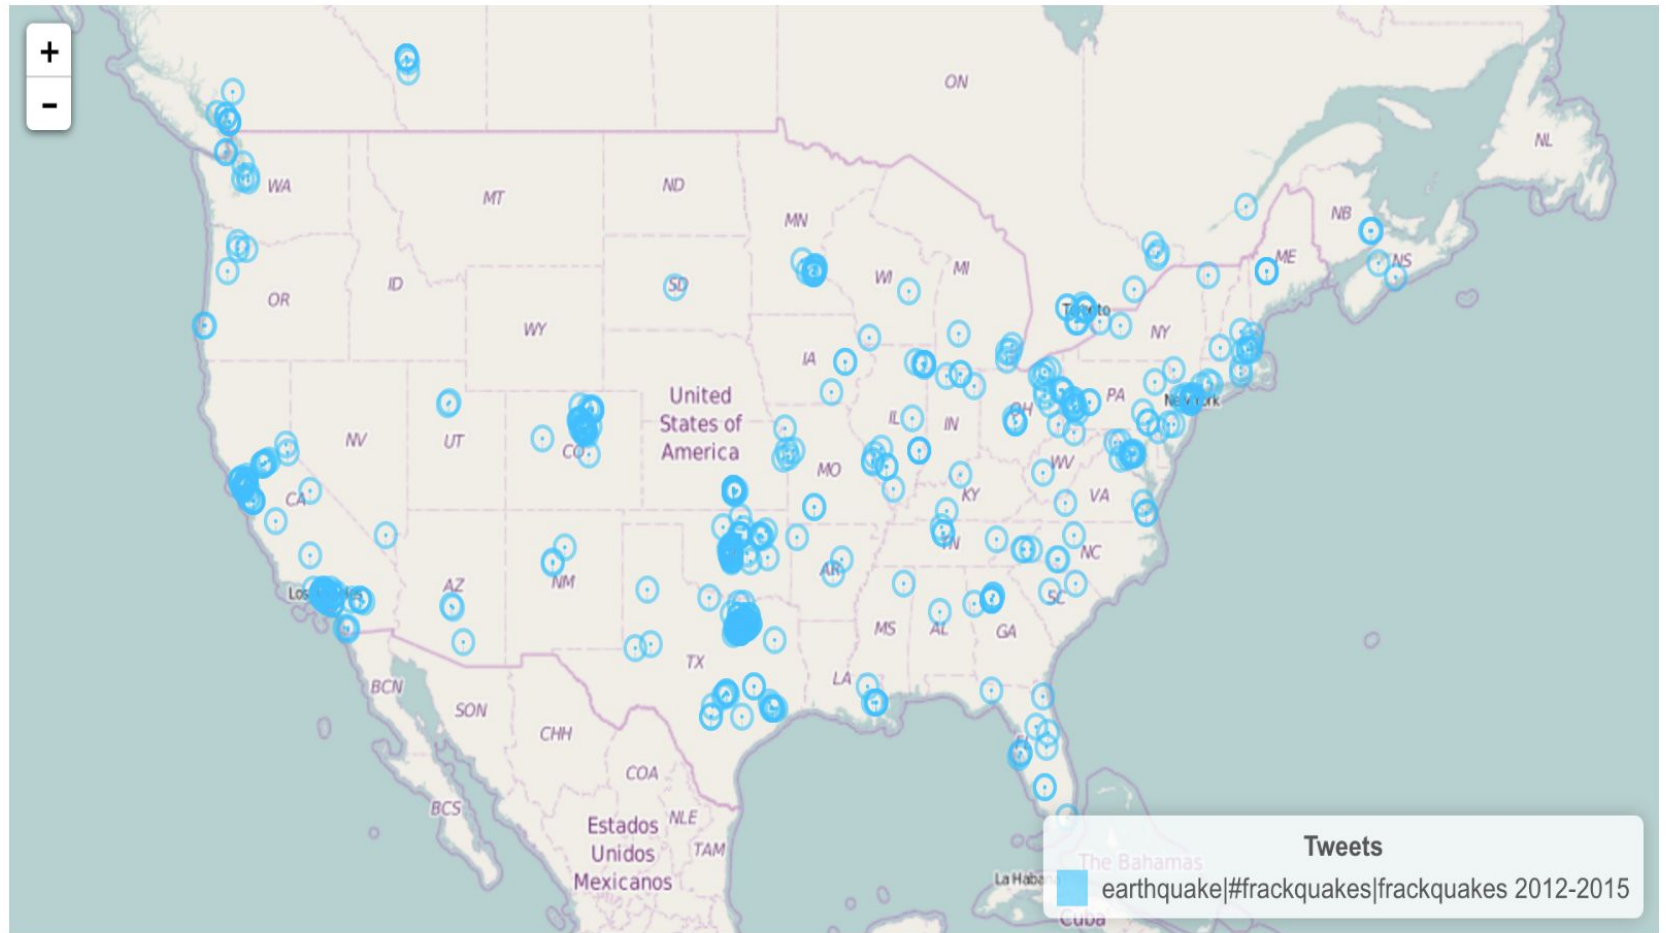 +
-
ON
NL
WA
MT
ND
MN
NB
NS
ME
OR
ID
SD
WI
MI
Toronto
WY
IA
NY
United
States of
America
NV
UT
CO
IL
IN
OH
PA
New York
MO
WV
CA
KY
VA
TN
NC
Los Angeles
AZ
NM
AR
SC
MS
AL
GA
TX
LA
BCN
SON
CHH
FL
COA
BCS
NLE
Estados
Unidos
Mexicanos
TAM
Tweets
The Bahamas
La Haban
earthquake|#frackquakes|frackquakes 2012-2015
Cuba